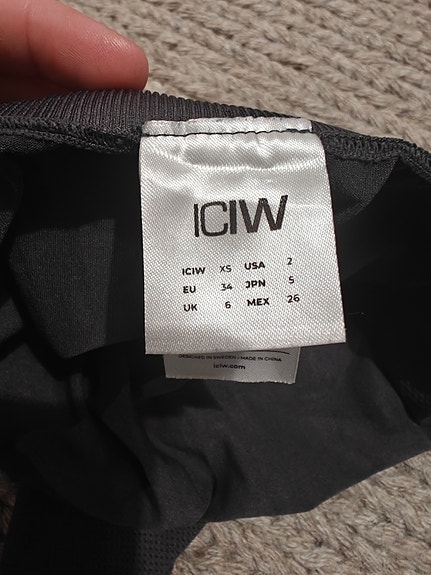 ICIW
ICIW XS USA 2
EU 34 JPN 5
UK 6 MEX 26
DESIGNED IN SWEDEN - MADE IN CHINA
iciw.com